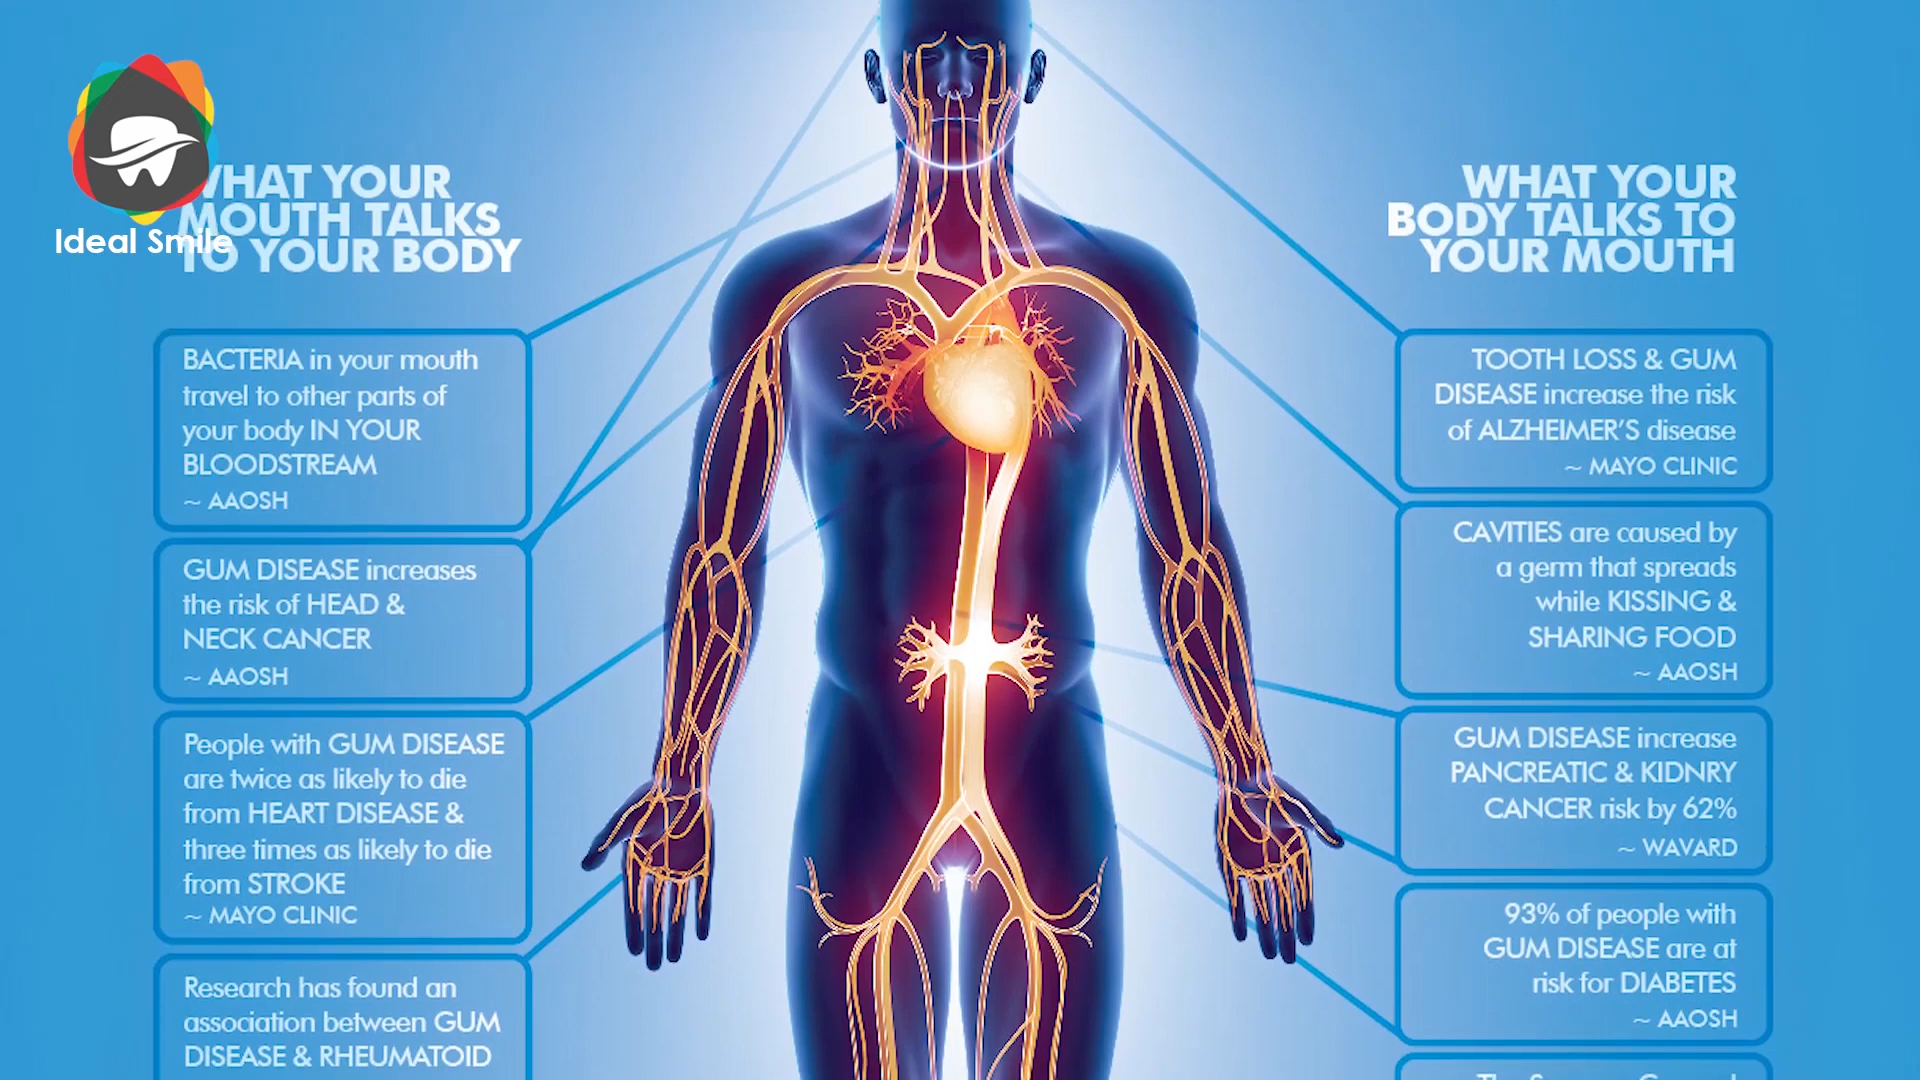 Ideal Smile
WHAT YOUR
MOUTH TALKS
TO YOUR BODY
BACTERIA in your mouth
travel to other parts of
your body IN YOUR
BLOODSTREAM
~ AAOSH
GUM DISEASE increases
the risk of HEAD &
NECK CANCER
~ AAOSH
People with GUM DISEASE
are twice as likely to die
from HEART DISEASE &
three times as likely to die
from STROKE
~ MAYO CLINIC
Research has found an
association between GUM
DISEASE & RHEUMATOID
WHAT YOUR
BODY TALKS TO
YOUR MOUTH
TOOTH LOSS & GUM
DISEASE increase the risk
of ALZHEIMER'S disease
~ MAYO CLINIC
CAVITIES are caused by
a germ that spreads
while KISSING &
SHARING FOOD
~ AAOSH
GUM DISEASE increase
PANCREATIC & KIDNRY
CANCER risk by 62%
~ WAVARD
93% of people with
GUM DISEASE are at
risk for DIABETES
~ AAOSH